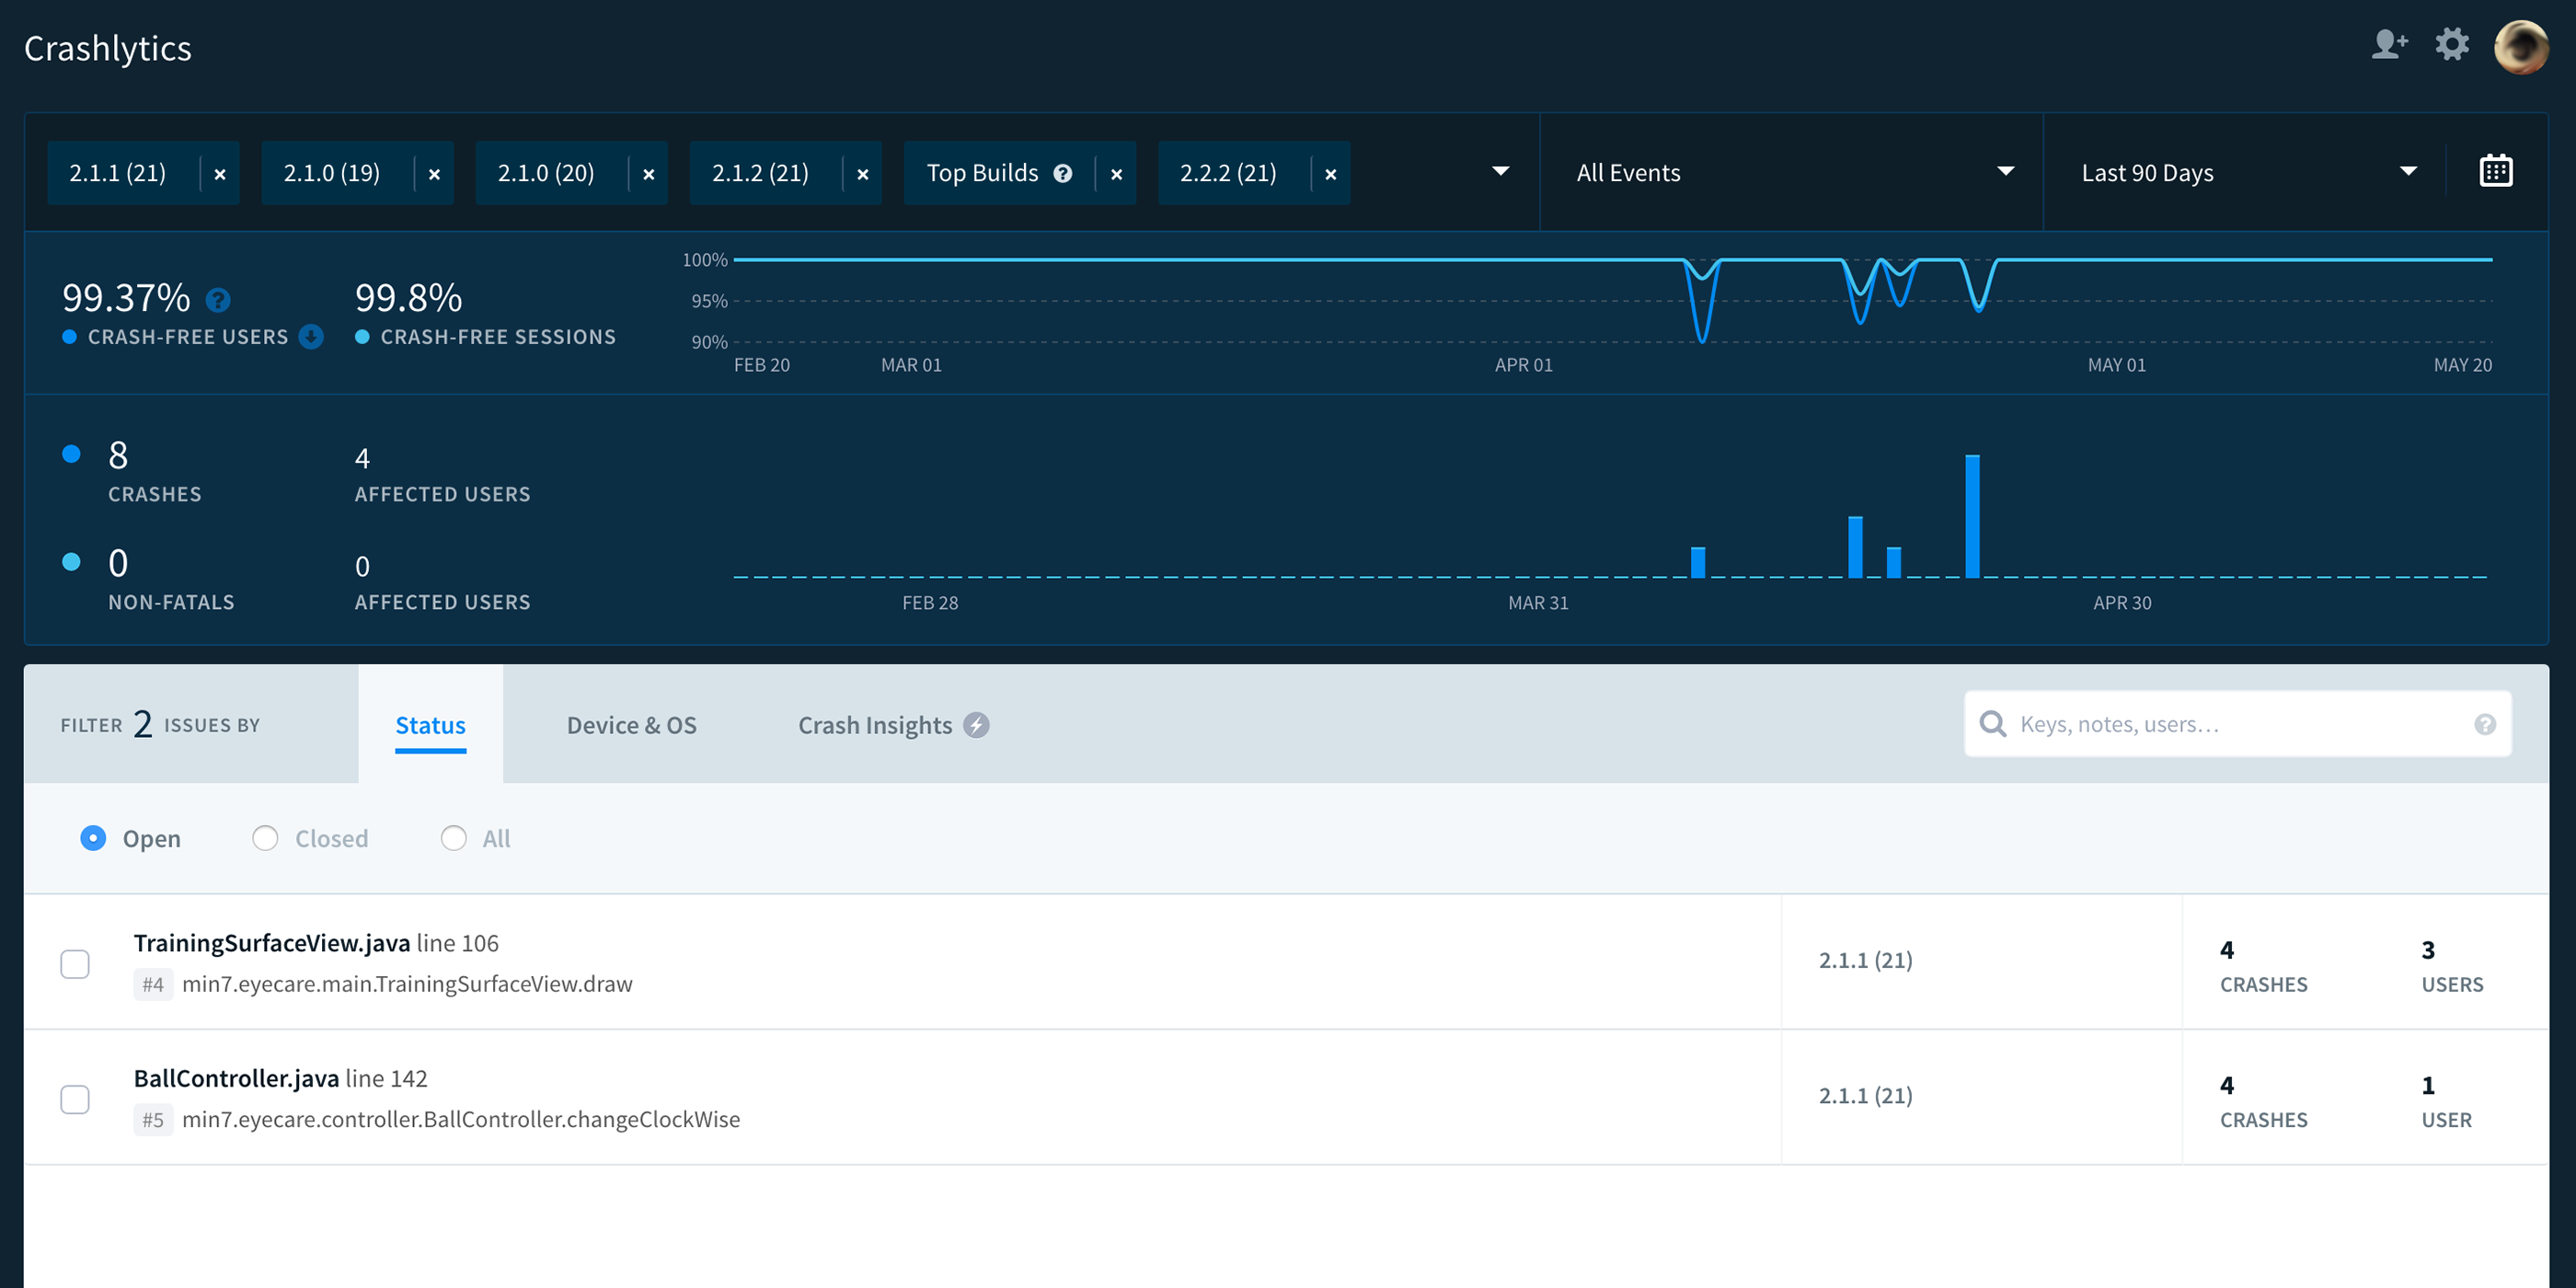 Crashlytics
2.1.1 (21) × 2.1.0 (19) × 2.1.0 (20) × 2.1.2 (21) × Top Builds ? × 2.2.2 (21) × All Events Last 90 Days
99.37% ? 99.8%
CRASH-FREE USERS CRASH-FREE SESSIONS
100%
95%
90%
FEB 20 MAR 01 APR 01 MAY 01 MAY 20
8 4
CRASHES AFFECTED USERS
0 0
NON-FATALS AFFECTED USERS
FEB 28 MAR 31 APR 30
FILTER 2 ISSUES BY Status Device & OS Crash Insights Keys, notes, users... ?
Open Closed All
TrainingSurfaceView.java line 106
#4 min7.eyecare.main.TrainingSurfaceView.draw
2.1.1 (21)
4 3
CRASHES USERS
BallController.java line 142
#5 min7.eyecare.controller.BallController.changeClockWise
2.1.1 (21)
4 1
CRASHES USER